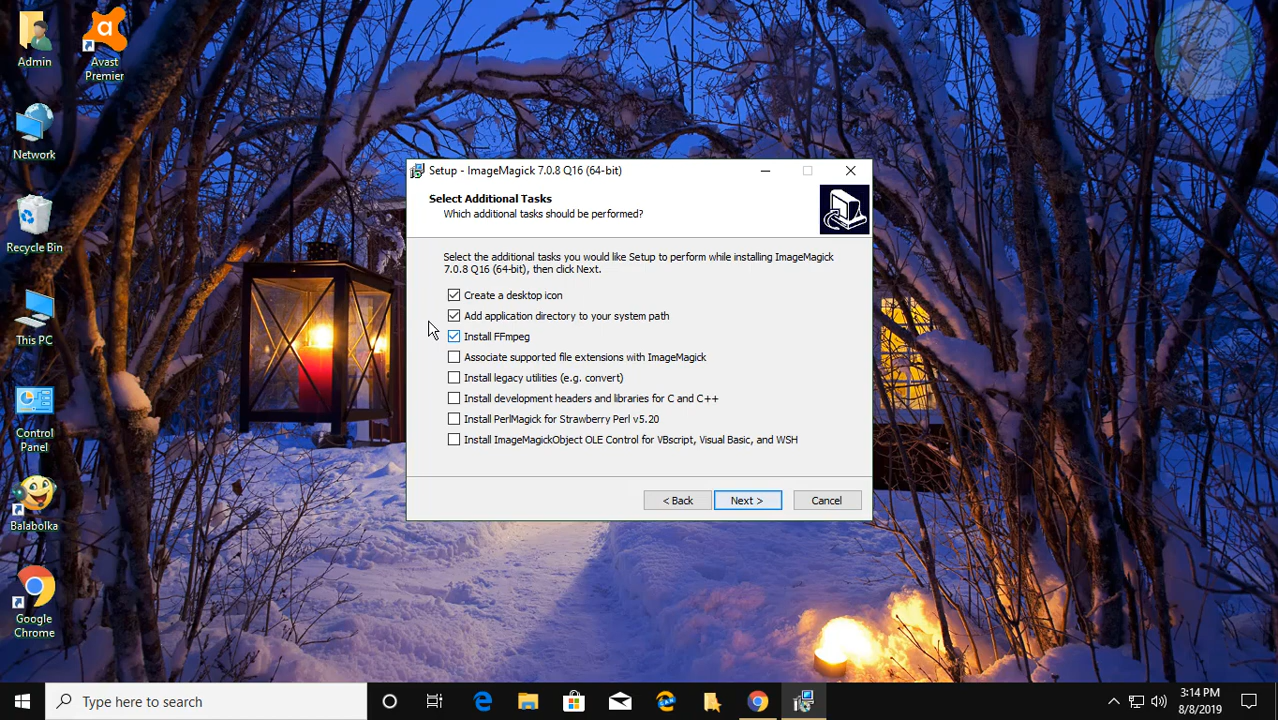 Admin
Avast
Premier
Network
Recycle Bin
This PC
Control
Panel
Balabolka
Google
Chrome
Setup - ImageMagick 7.0.8 Q16 (64-bit)
Select Additional Tasks
Which additional tasks should be performed?
Select the additional tasks you would like Setup to perform while installing ImageMagick
7.0.8 Q16 (64-bit), then click Next.
Create a desktop icon
Add application directory to your system path
Install FFmpeg
Associate supported file extensions with ImageMagick
Install legacy utilities (e.g. convert)
Install development headers and libraries for C and C++
Install PerlMagick for Strawberry Perl v5.20
Install ImageMagickObject OLE Control for VBscript, Visual Basic, and WSH
< Back
Next >
Cancel
Type here to search
3:14 PM
8/8/2019